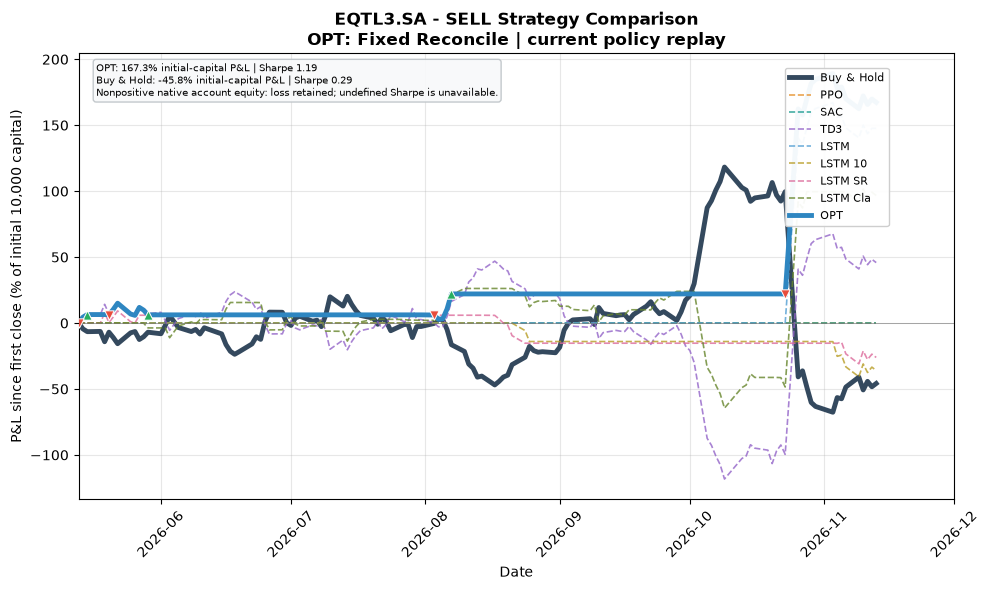 EQTL3.SA - SELL Strategy Comparison
OPT: Fixed Reconcile | current policy replay
OPT: 167.3% initial-capital P&L | Sharpe 1.19
Buy & Hold: -45.8% initial-capital P&L | Sharpe 0.29
Nonpositive native account equity: loss retained; undefined Sharpe is unavailable.
Buy & Hold
PPO
SAC
TD3
LSTM
LSTM 10
LSTM SR
LSTM Cla
OPT
P&L since first close (% of initial 10,000 capital)
200
175
150
125
100
75
50
25
0
−50
−100
2026-06
2026-07
2026-08
2026-09
2026-10
2026-11
2026-12
Date